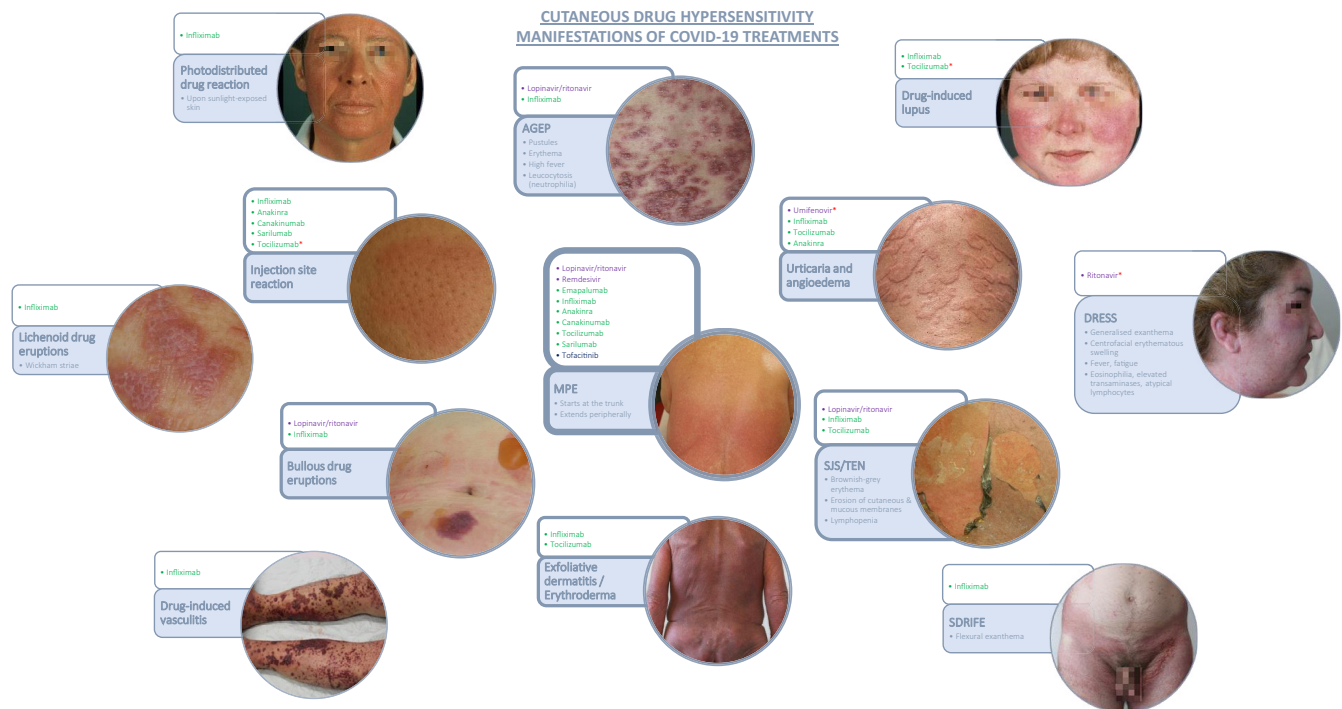 CUTANEOUS DRUG HYPERSENSITIVITY
MANIFESTATIONS OF COVID-19 TREATMENTS
• Infliximab
Photodistributed
drug reaction
• Upon sunlight-exposed
skin
• Lopinavir/ritonavir
• Infliximab
AGEP
• Pustules
• Erythema
• High fever
• Leucocytosis
(neutrophilia)
• Infliximab
• Tocilizumab*
Drug-induced
lupus
• Infliximab
• Anakinra
• Canakinumab
• Sarilumab
• Tocilizumab*
Injection site
reaction
• Umifenovir*
• Infliximab
• Tocilizumab
• Anakinra
Urticaria and
angioedema
• Ritonavir*
DRESS
• Generalised exanthema
• Centrofacial erythematous
swelling
• Fever, fatigue
• Eosinophilia, elevated
transaminases, atypical
lymphocytes
• Infliximab
Lichenoid drug
eruptions
• Wickham striae
• Lopinavir/ritonavir
• Remdesivir
• Emapalumab
• Infliximab
• Anakinra
• Canakinumab
• Tocilizumab
• Sarilumab
• Tofacitinib
MPE
• Starts at the trunk
• Extends peripherally
• Lopinavir/ritonavir
• Infliximab
Bullous drug
eruptions
• Lopinavir/ritonavir
• Infliximab
• Tocilizumab
SJS/TEN
• Brownish-grey
erythema
• Erosion of cutaneous &
mucous membranes
• Lymphopenia
• Infliximab
Drug-induced
vasculitis
• Infliximab
• Tocilizumab
Exfoliative
dermatitis /
Erythroderma
• Infliximab
SDRIFE
• Flexural exanthema